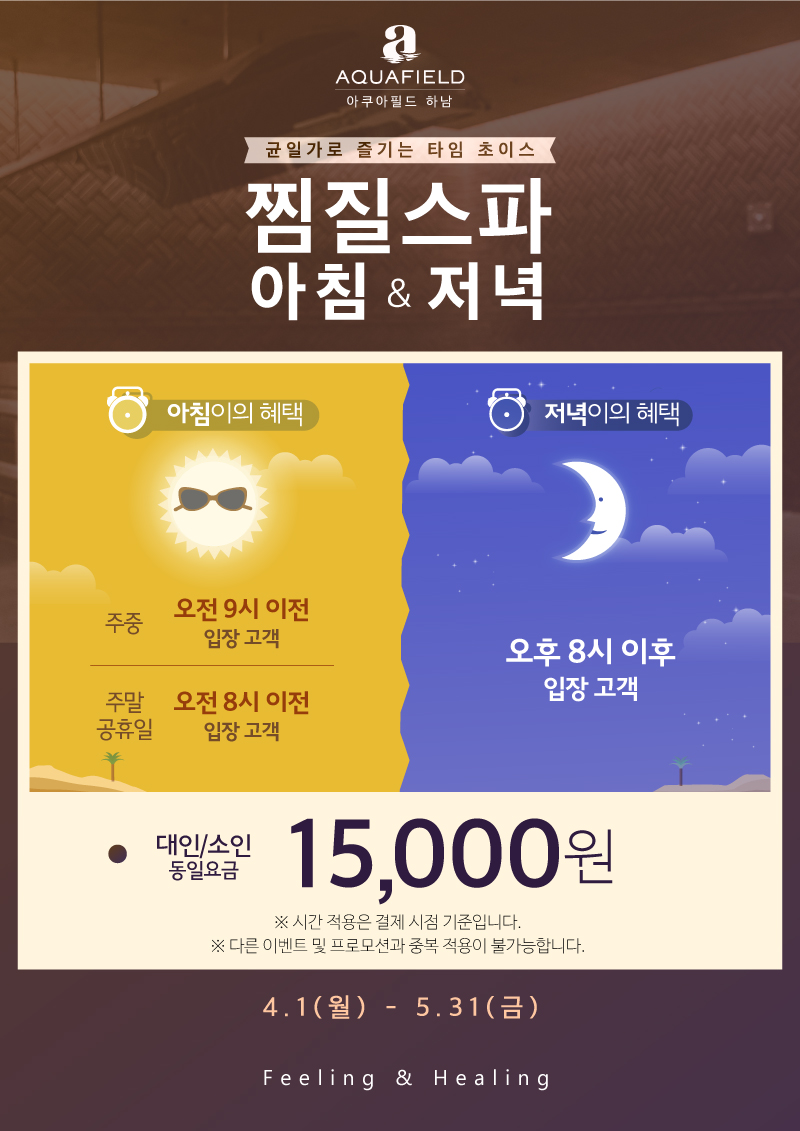 a
AQUAFIELD
아쿠아필드 하남
균일가로 즐기는 타임 초이스
찜질스파
아침 & 저녁
아침이의 혜택
주중
오전 9시 이전
입장 고객
주말
공휴일
오전 8시 이전
입장 고객
저녁이의 혜택
오후 8시 이후
입장 고객
대인/소인
동일요금
15,000원
※ 시간 적용은 결제 시점 기준입니다.
※ 다른 이벤트 및 프로모션과 중복 적용이 불가능합니다.
4.1(월) - 5.31(금)
Feeling & Healing